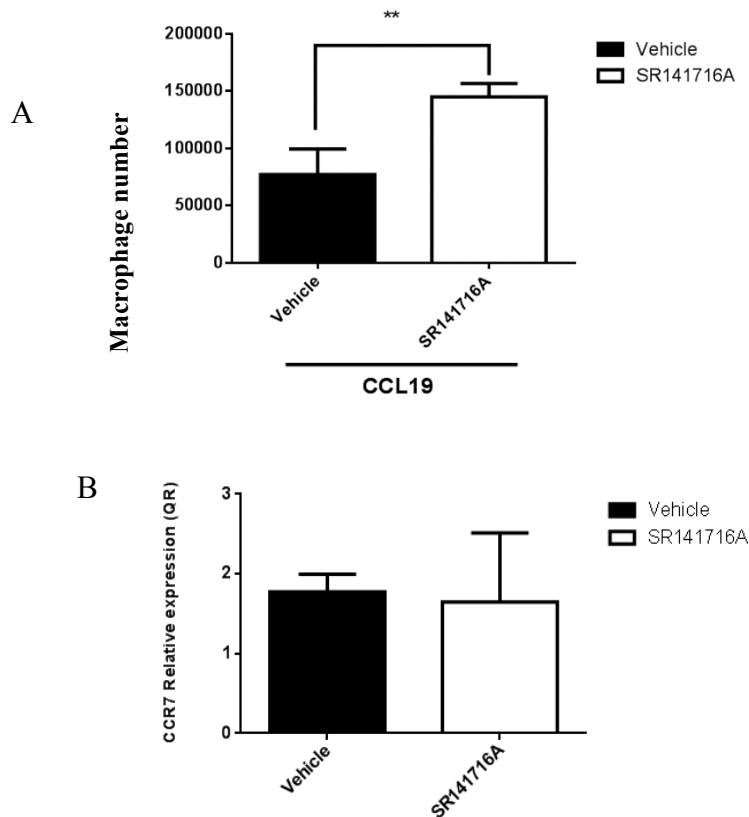 A
Macrophage number
200000
150000
100000
50000
0
**
Vehicle
SR141716A
Vehicle
SR141716A
CCL19
B
CCR7 Relative expression (QR)
3
2
1
0
Vehicle
SR141716A
Vehicle
SR141716A